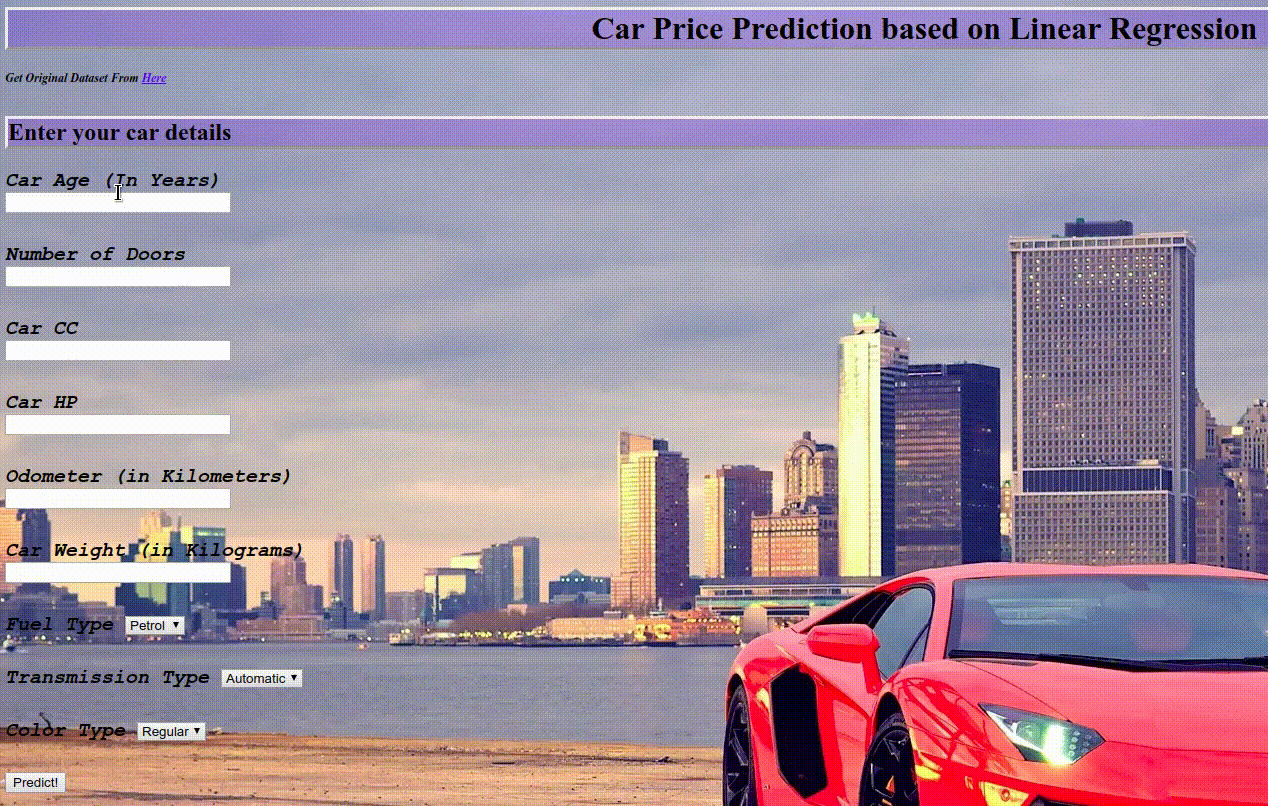 Car Price Prediction based on Linear Regression
Get Original Dataset From Here
Enter your car details
Car Age (In Years)
Number of Doors
Car CC
Car HP
Odometer (in Kilometers)
Car Weight (in Kilograms)
Fuel Type Petrol
Transmission Type Automatic
Color Type Regular
Predict!